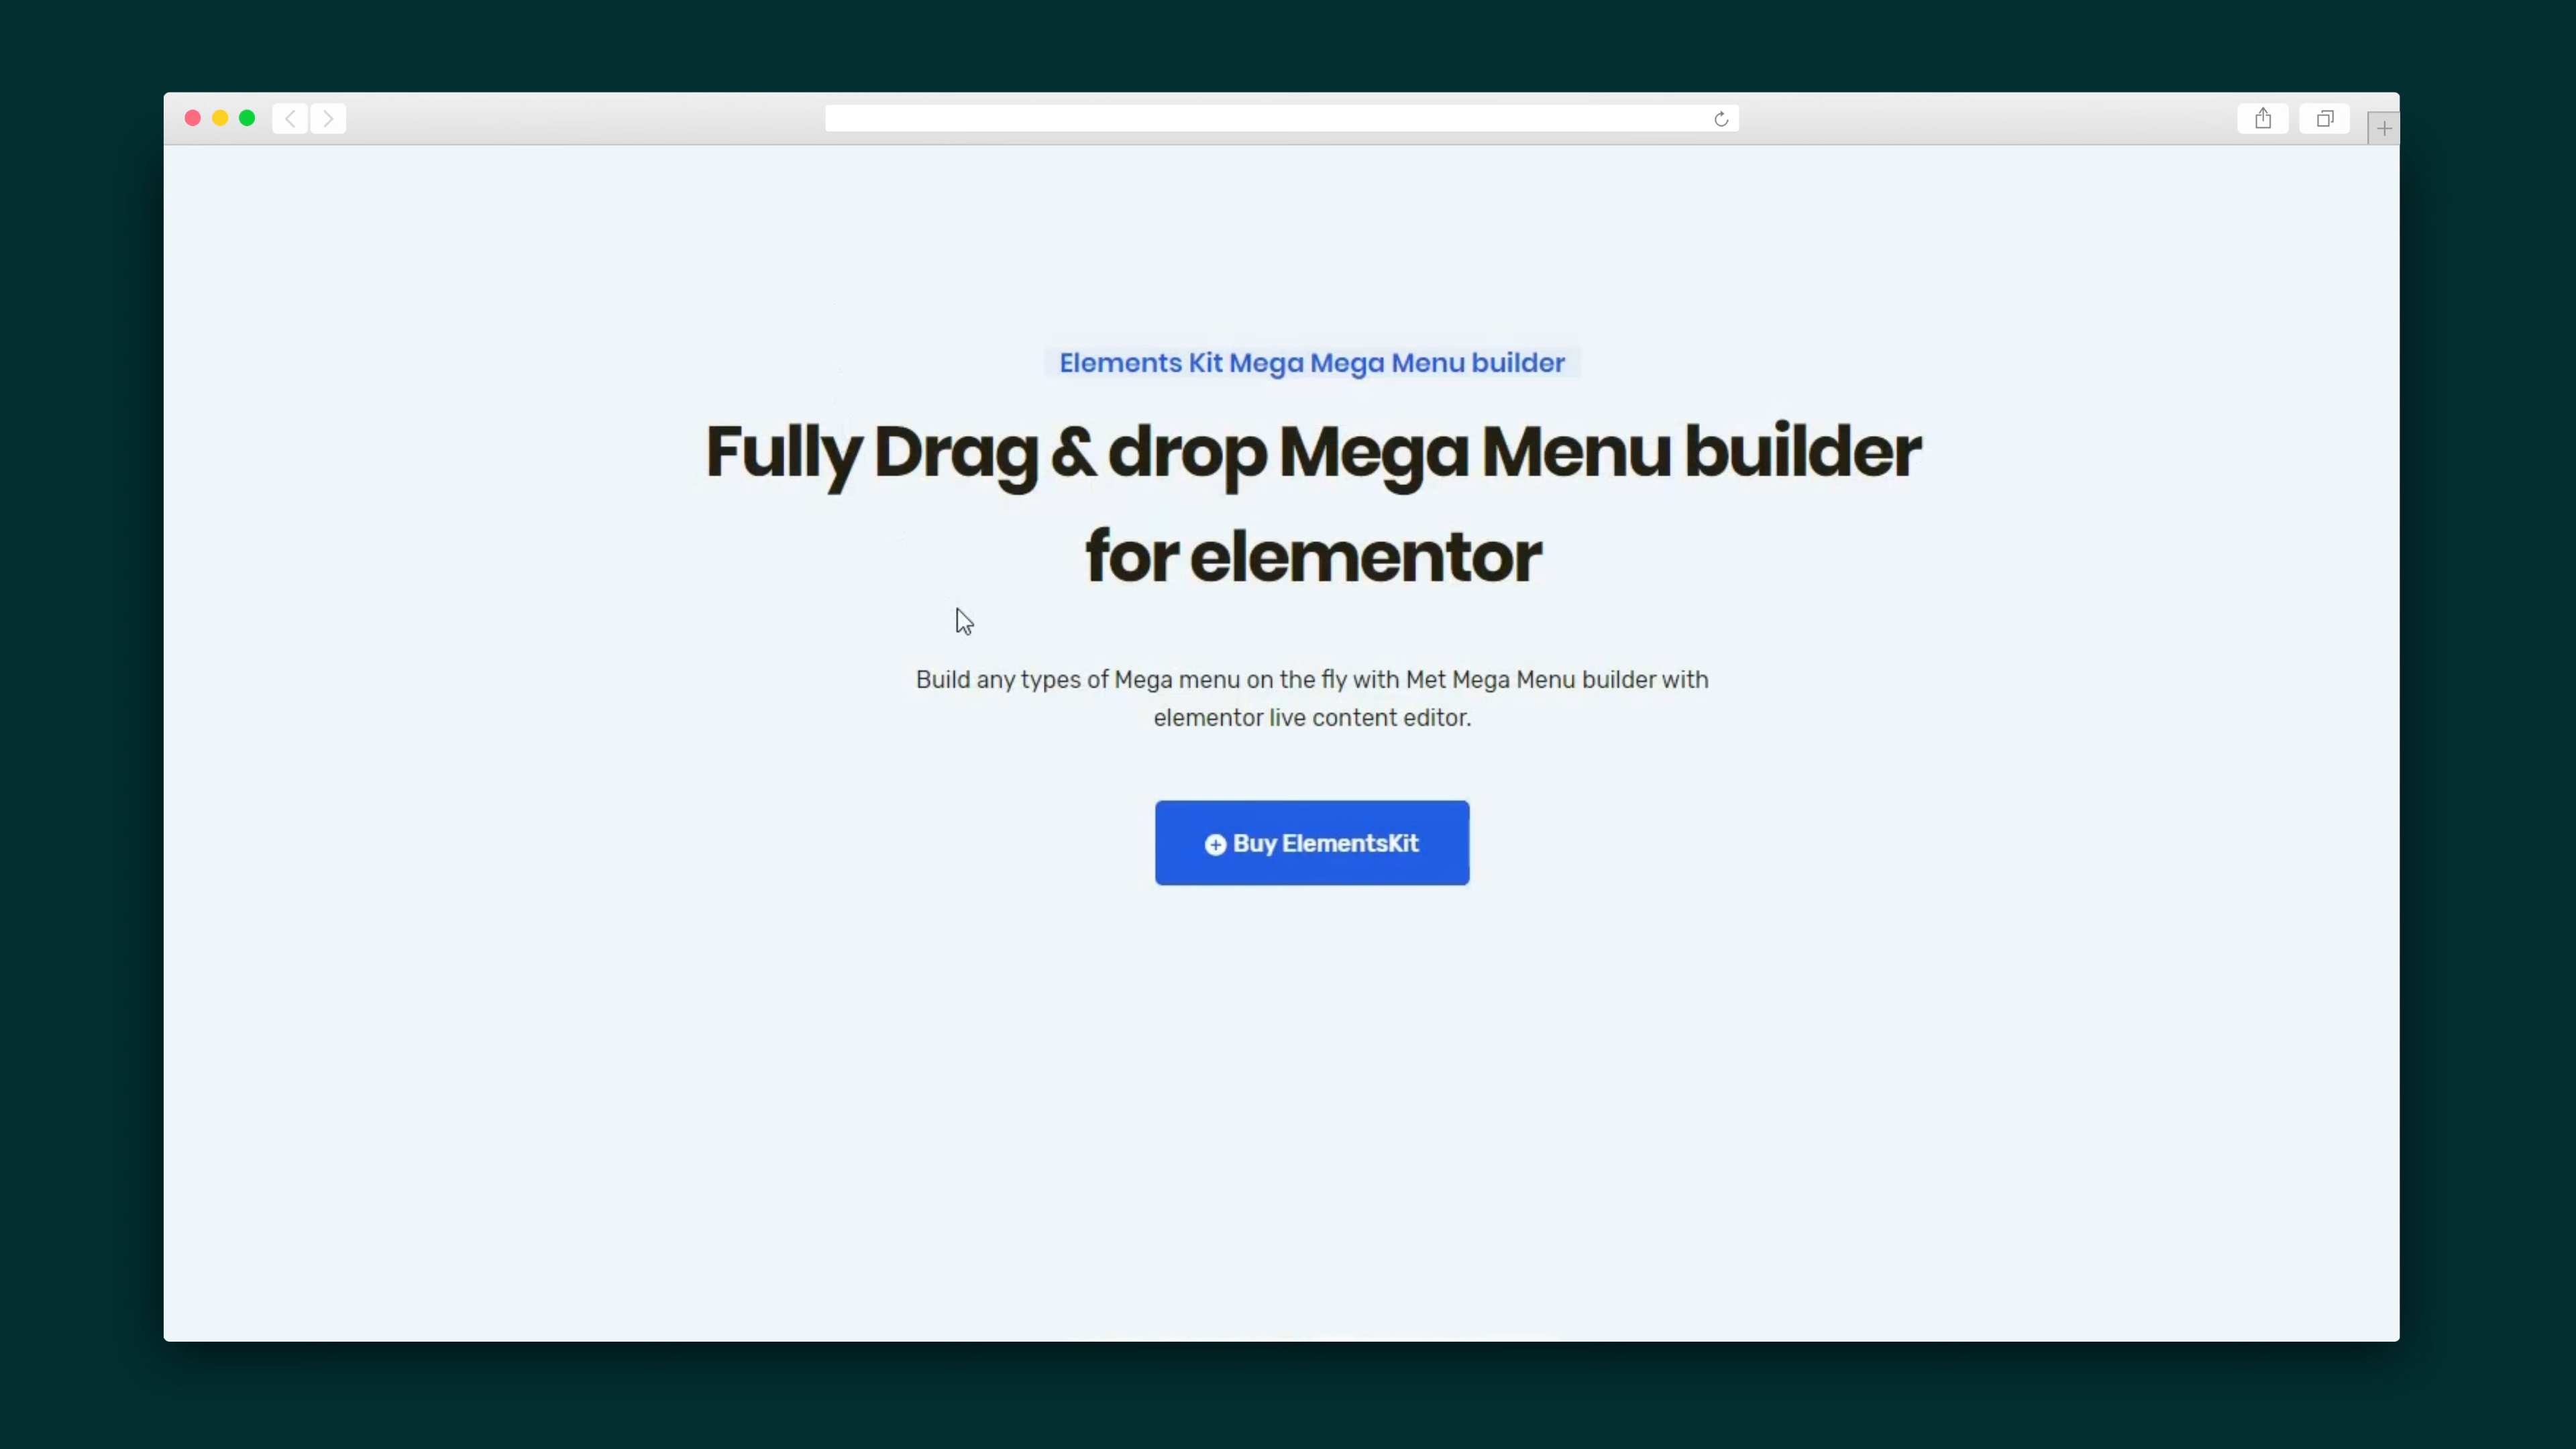 Elements Kit Mega Mega Menu builder
Fully Drag & drop Mega Menu builder
for elementor
Build any types of Mega menu on the fly with Met Mega Menu builder with
elementor live content editor.
Buy ElementsKit